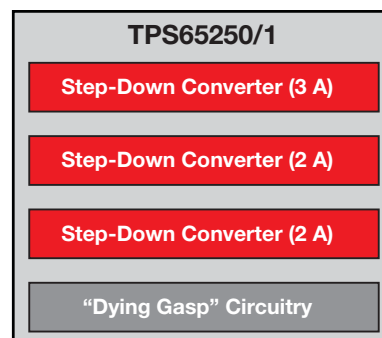 TPS65250/1
Step-Down Converter (3 A)
Step-Down Converter (2 A)
Step-Down Converter (2 A)
“Dying Gasp” Circuitry